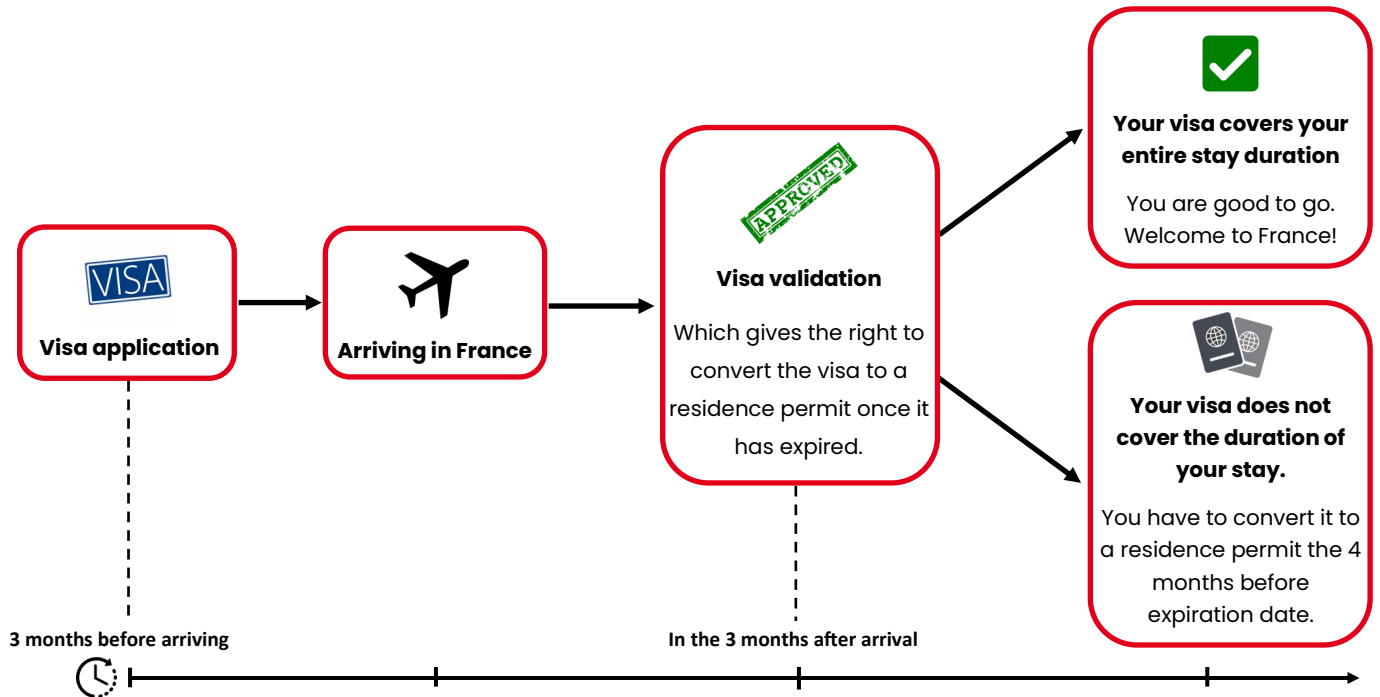 VISA
Visa application
Arriving in France
APPROVED
Visa validation
Which gives the right to
convert the visa to a
residence permit once it
has expired.
Your visa covers your
entire stay duration
You are good to go.
Welcome to France!
Your visa does not
cover the duration of
your stay.
You have to convert it to
a residence permit the 4
months before
expiration date.
3 months before arriving
In the 3 months after arrival